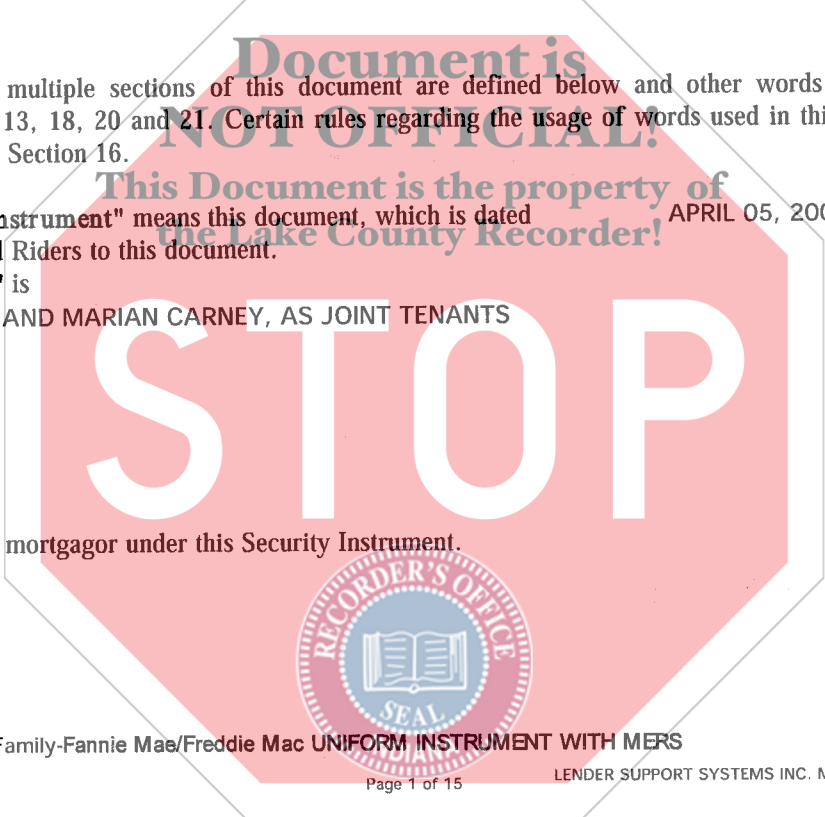 Document is
multiple sections of this document are defined below and other words
13, 18, 20 and 21. Certain rules regarding the usage of words used in thi
NOT OFFICIAL!
Section 16.
This Document is the property of
nstrument" means this document, which is dated APRIL 05, 200
the Lake County Recorder!
Riders to this document.
" is
AND MARIAN CARNEY, AS JOINT TENANTS
STOP
mortgagor under this Security Instrument.
RECORDER'S OFFICE
SEAL
INDIANA
Family-Fannie Mae/Freddie Mac UNIFORM INSTRUMENT WITH MERS
LENDER SUPPORT SYSTEMS INC. M
Page 1 of 15